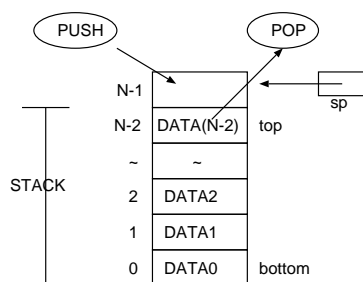 PUSH POP
N-1
sp
N-2 DATA(N-2) top
~ ~
STACK
2 DATA2
1 DATA1
0 DATA0 bottom